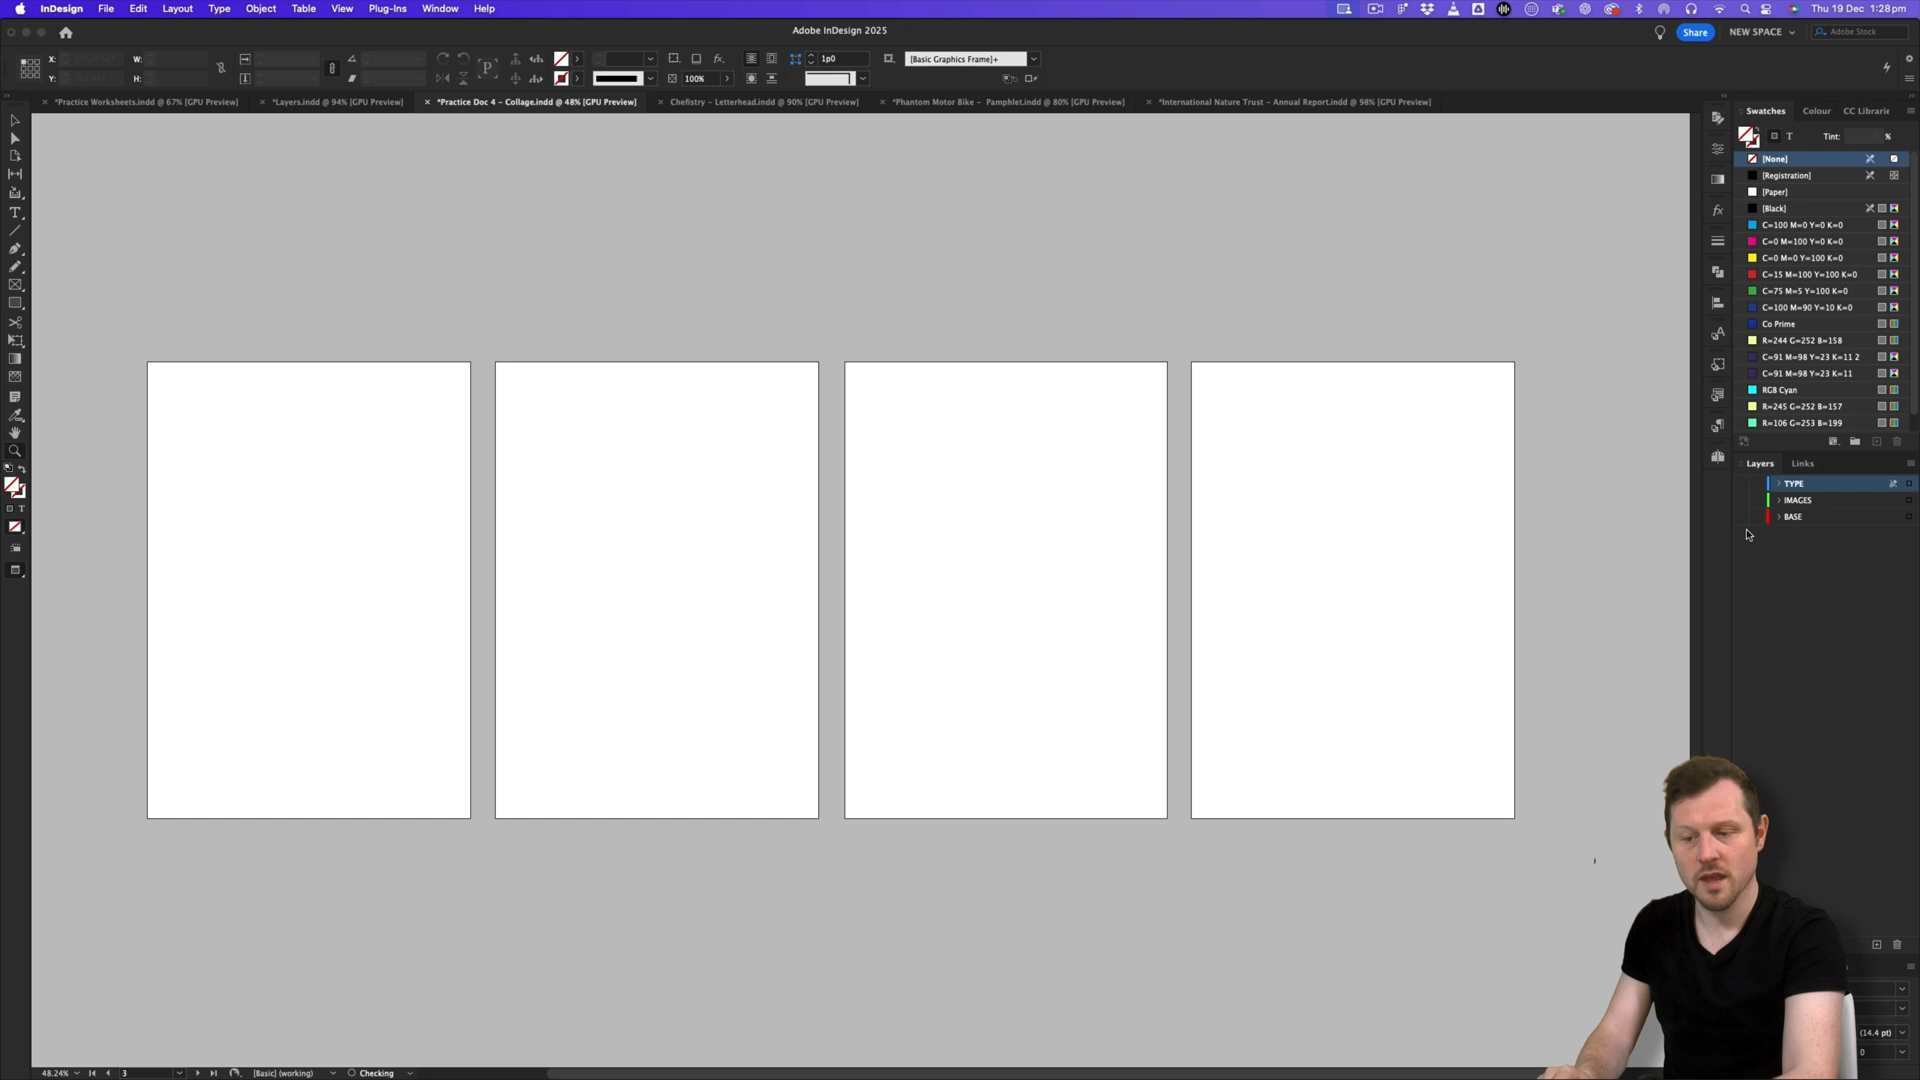 InDesign File Edit Layout Type Object Table View Plug-Ins Window Help Thu 19 Dec 1:28pm
Adobe InDesign 2025
Share NEW SPACE Adobe Stock
X: W: 1p0 [Basic Graphics Frame]+
Y: H: 100%
*Practice Worksheets.indd @ 67% [GPU Preview] *Layers.indd @ 94% [GPU Preview] *Practice Doc 4 - Collage.indd @ 48% [GPU Preview] Chefistry - Letterhead.indd @ 90% [GPU Preview] *Phantom Motor Bike - Pamphlet.indd @ 80% [GPU Preview] *International Nature Trust - Annual Report.indd @ 98% [GPU Preview]
Swatches Colour CC Librarie
T Tint: %
[None]
[Registration]
[Paper]
[Black]
C=100 M=0 Y=0 K=0
C=0 M=100 Y=0 K=0
C=0 M=0 Y=100 K=0
C=15 M=100 Y=100 K=0
C=75 M=5 Y=100 K=0
C=100 M=90 Y=10 K=0
Co Prime
R=244 G=252 B=158
C=91 M=98 Y=23 K=11 2
C=91 M=98 Y=23 K=11
RGB Cyan
R=245 G=252 B=157
R=106 G=253 B=199
Layers Links
TYPE
IMAGES
BASE
(14.4 pt)
0
48.24% 3 [Basic] (working) Checking